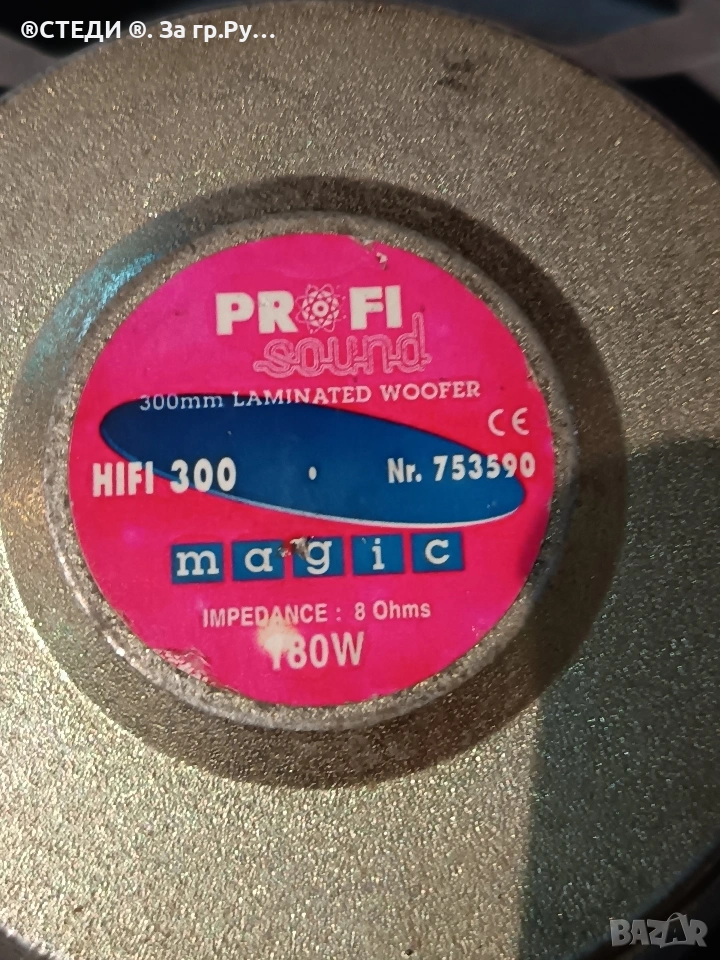 ®СТЕДИ ®. За гр.Ру...
PROFI
sound
300mm LAMINATED WOOFER
CE
HIFI 300 • Nr. 753590
magic
IMPEDANCE : 8 Ohms
180W
BAZAR